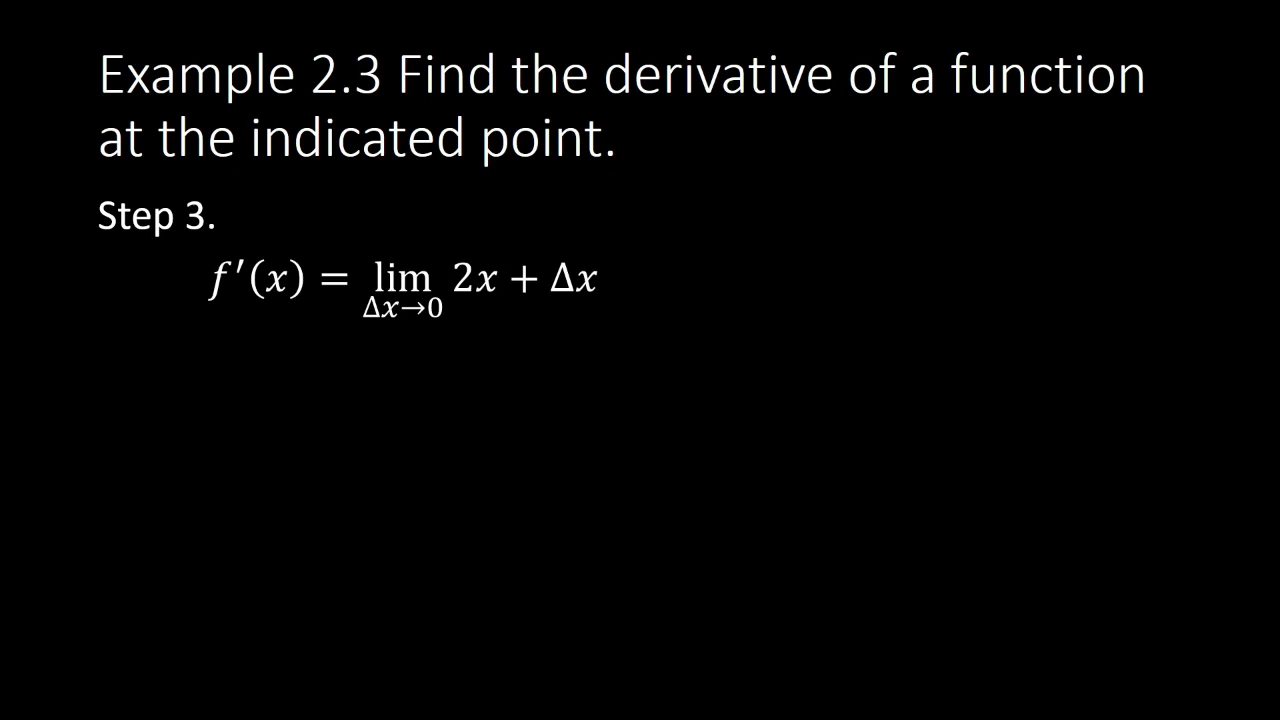 Example 2.3 Find the derivative of a function
at the indicated point.
Step 3.
𝑓′(𝑥) = lim 2𝑥 + Δ𝑥
Δ𝑥→0